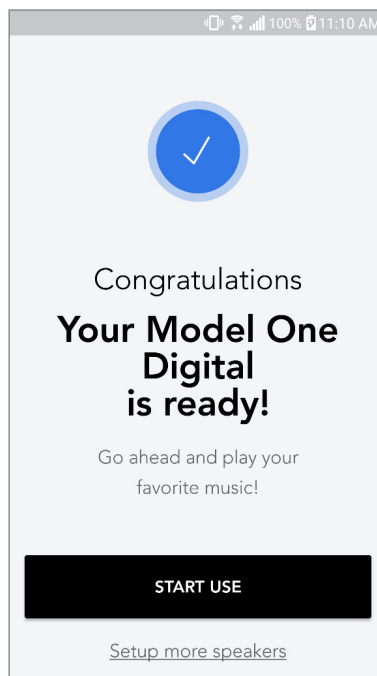 100% 11:10 AM
Congratulations
Your Model One
Digital
is ready!
Go ahead and play your
favorite music!
START USE
Setup more speakers